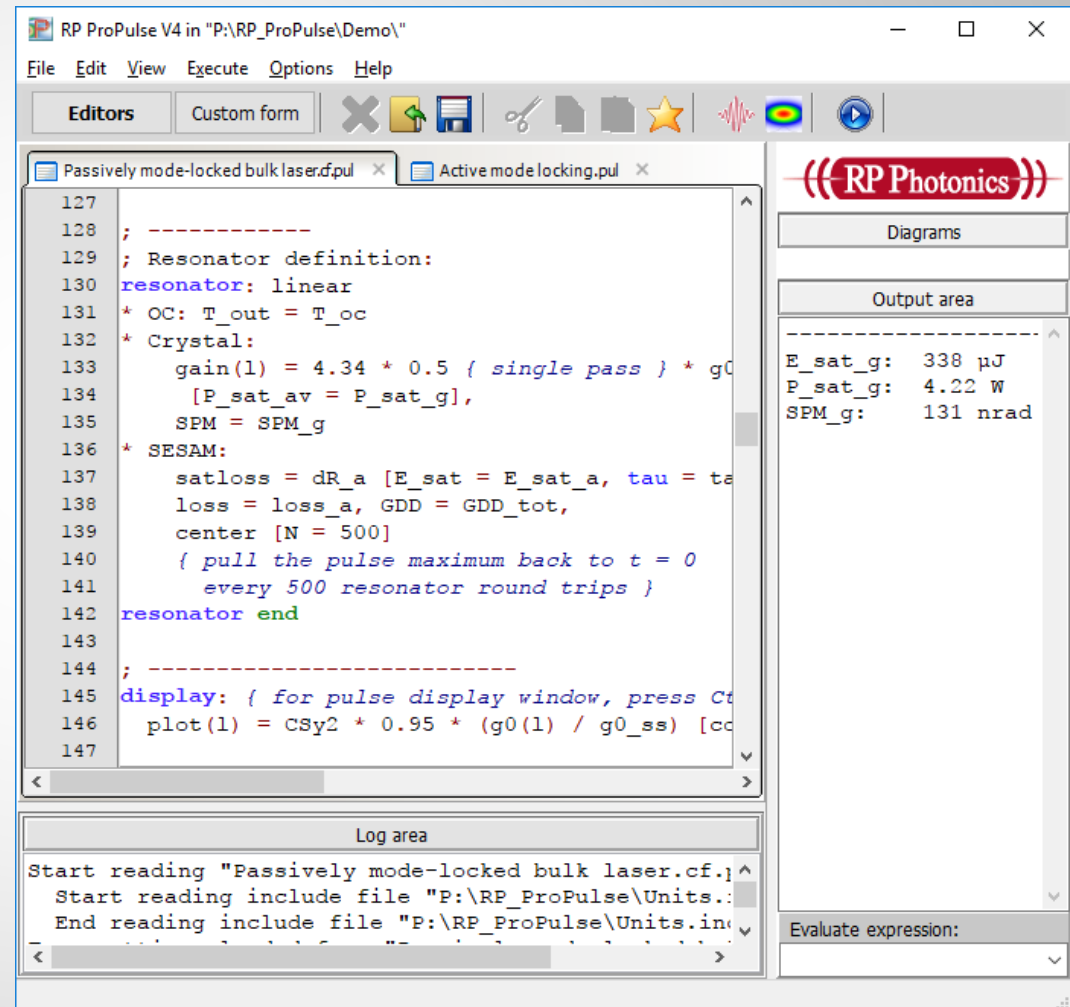 RP ProPulse V4 in "P:\RP_ProPulse\Demo\"
File Edit View Execute Options Help
Editors Custom form
Passively mode-locked bulk laser.cf.pul Active mode locking.pul
127
128 ; ------------
129 ; Resonator definition:
130 resonator: linear
131 * OC: T_out = T_oc
132 * Crystal:
133 gain(l) = 4.34 * 0.5 { single pass } * g0
134 [P_sat_av = P_sat_g],
135 SPM = SPM_g
136 * SESAM:
137 satloss = dR_a [E_sat = E_sat_a, tau = ta
138 loss = loss_a, GDD = GDD_tot,
139 center [N = 500]
140 { pull the pulse maximum back to t = 0
141 every 500 resonator round trips }
142 resonator end
143
144 ; ---------------------------
145 display: { for pulse display window, press Ct
146 plot(l) = CSy2 * 0.95 * (g0(l) / g0_ss) [co
147
Log area
Start reading "Passively mode-locked bulk laser.cf.p
Start reading include file "P:\RP_ProPulse\Units.i
End reading include file "P:\RP_ProPulse\Units.inc
RP Photonics
Diagrams
Output area
-------------------
E_sat_g: 338 µJ
P_sat_g: 4.22 W
SPM_g: 131 nrad
Evaluate expression: